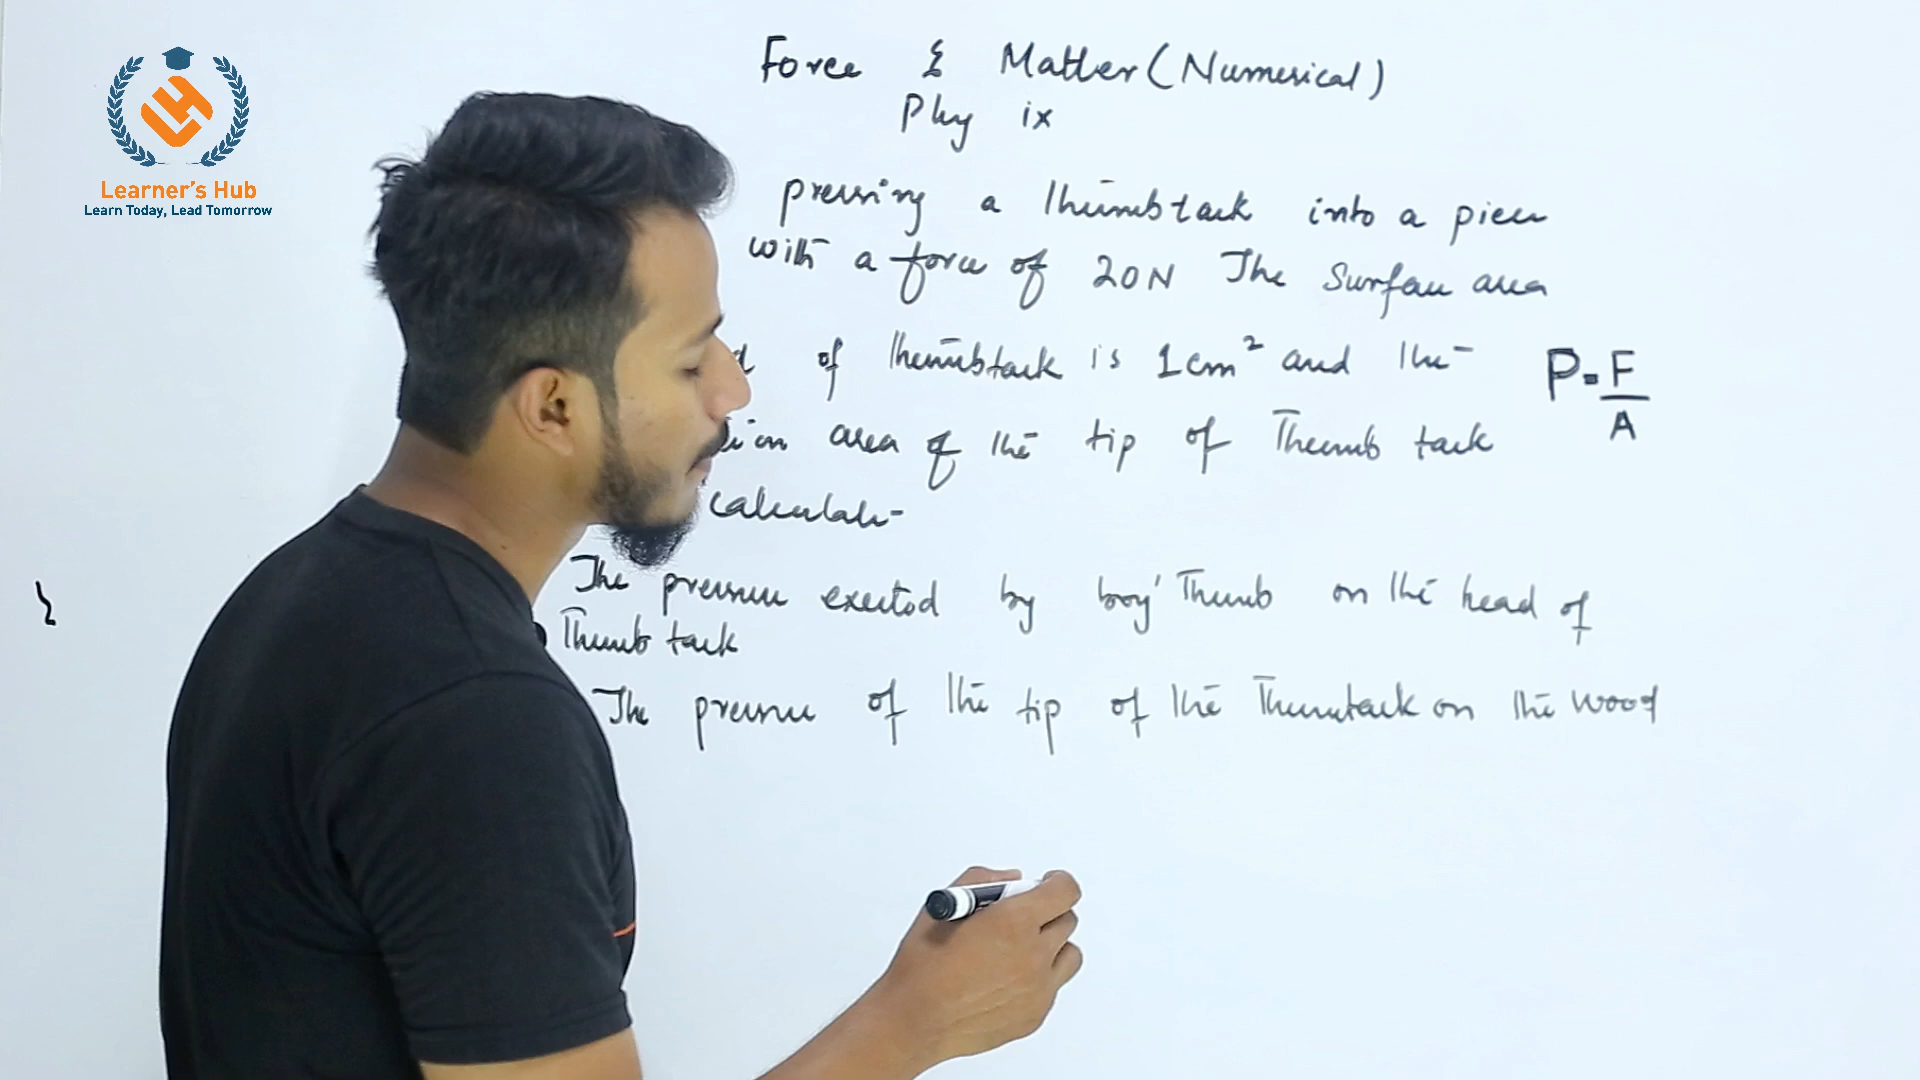 Learner's Hub
Learn Today, Lead Tomorrow
Force & Matter (Numerical)
Phy ix
pressing a thumbtack into a piece
with a force of 20N The Surface area
of thumbtack is 1cm² and the
P = F
A
area of the tip of Thumb tack
calculate
The pressure exerted by boy' Thumb on the head of
Thumb tack
The pressure of the tip of the Thumbtack on the wood